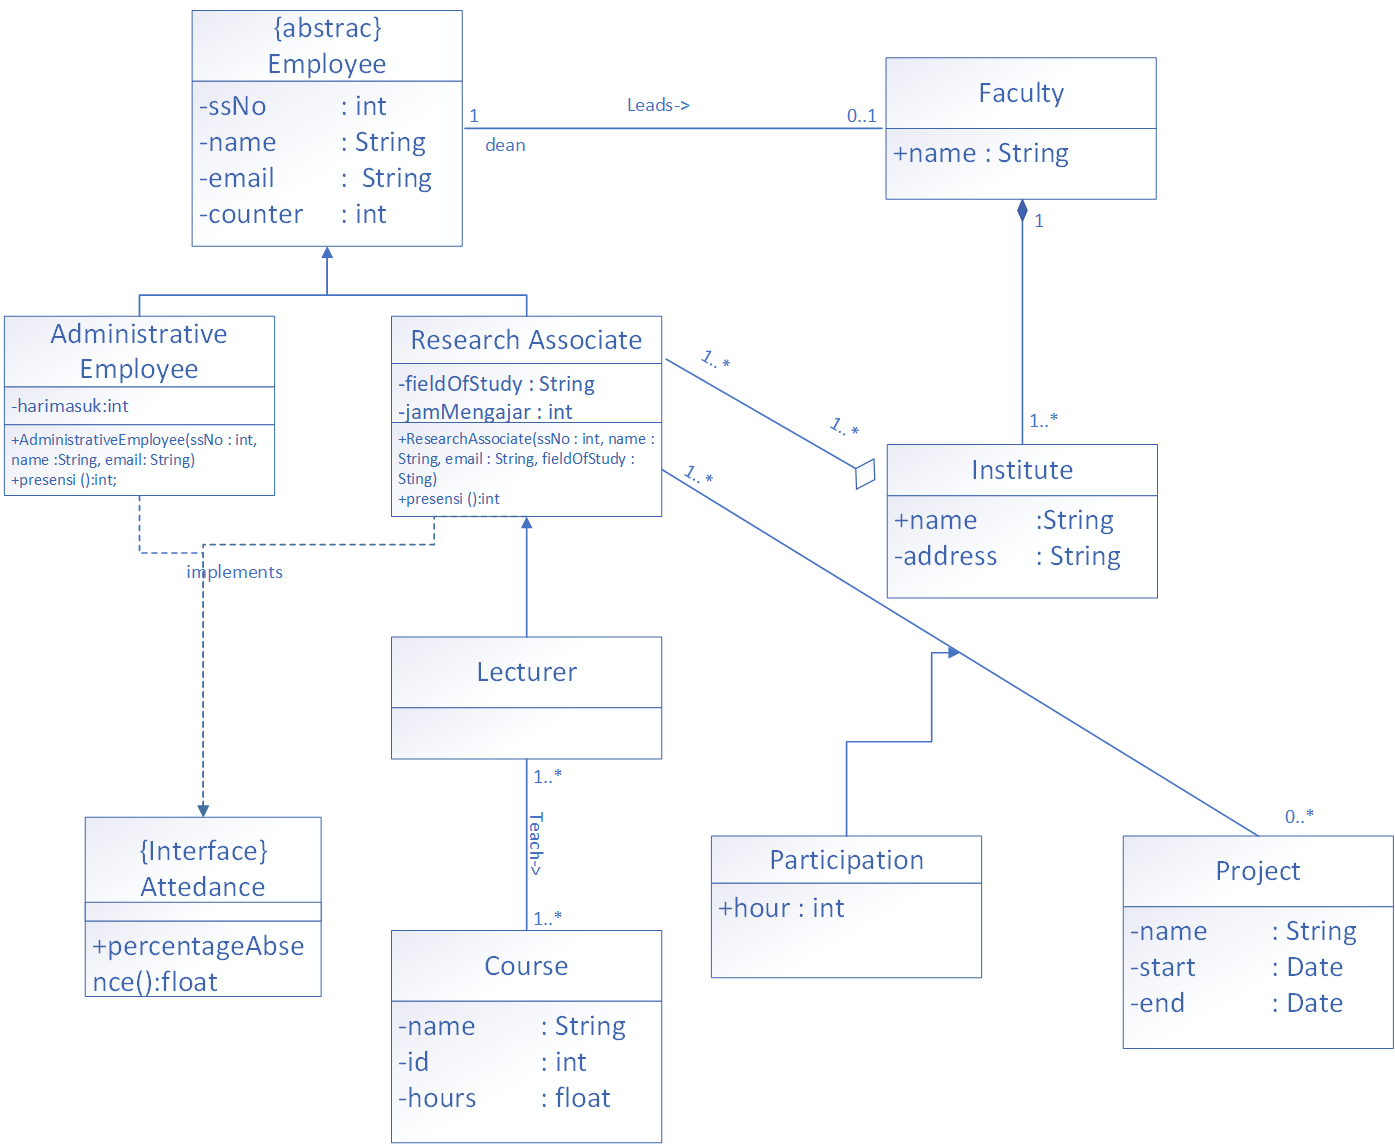 {abstrac}
Employee
-ssNo : int
-name : String
-email : String
-counter : int
1
dean
Leads->
0..1
Faculty
+name : String
1
1..*
Administrative
Employee
-harimasuk:int
+AdministrativeEmployee(ssNo : int,
name :String, email: String)
+presensi ():int;
Research Associate
-fieldOfStudy : String
-jamMengajar : int
+ResearchAssociate(ssNo : int, name :
String, email : String, fieldOfStudy :
Sting)
+presensi ():int
1..*
1..*
1..*
Institute
+name :String
-address : String
implements
Lecturer
1..*
Teach->
1..*
{Interface}
Attedance
+percentageAbse
nce():float
Course
-name : String
-id : int
-hours : float
Participation
+hour : int
0..*
Project
-name : String
-start : Date
-end : Date